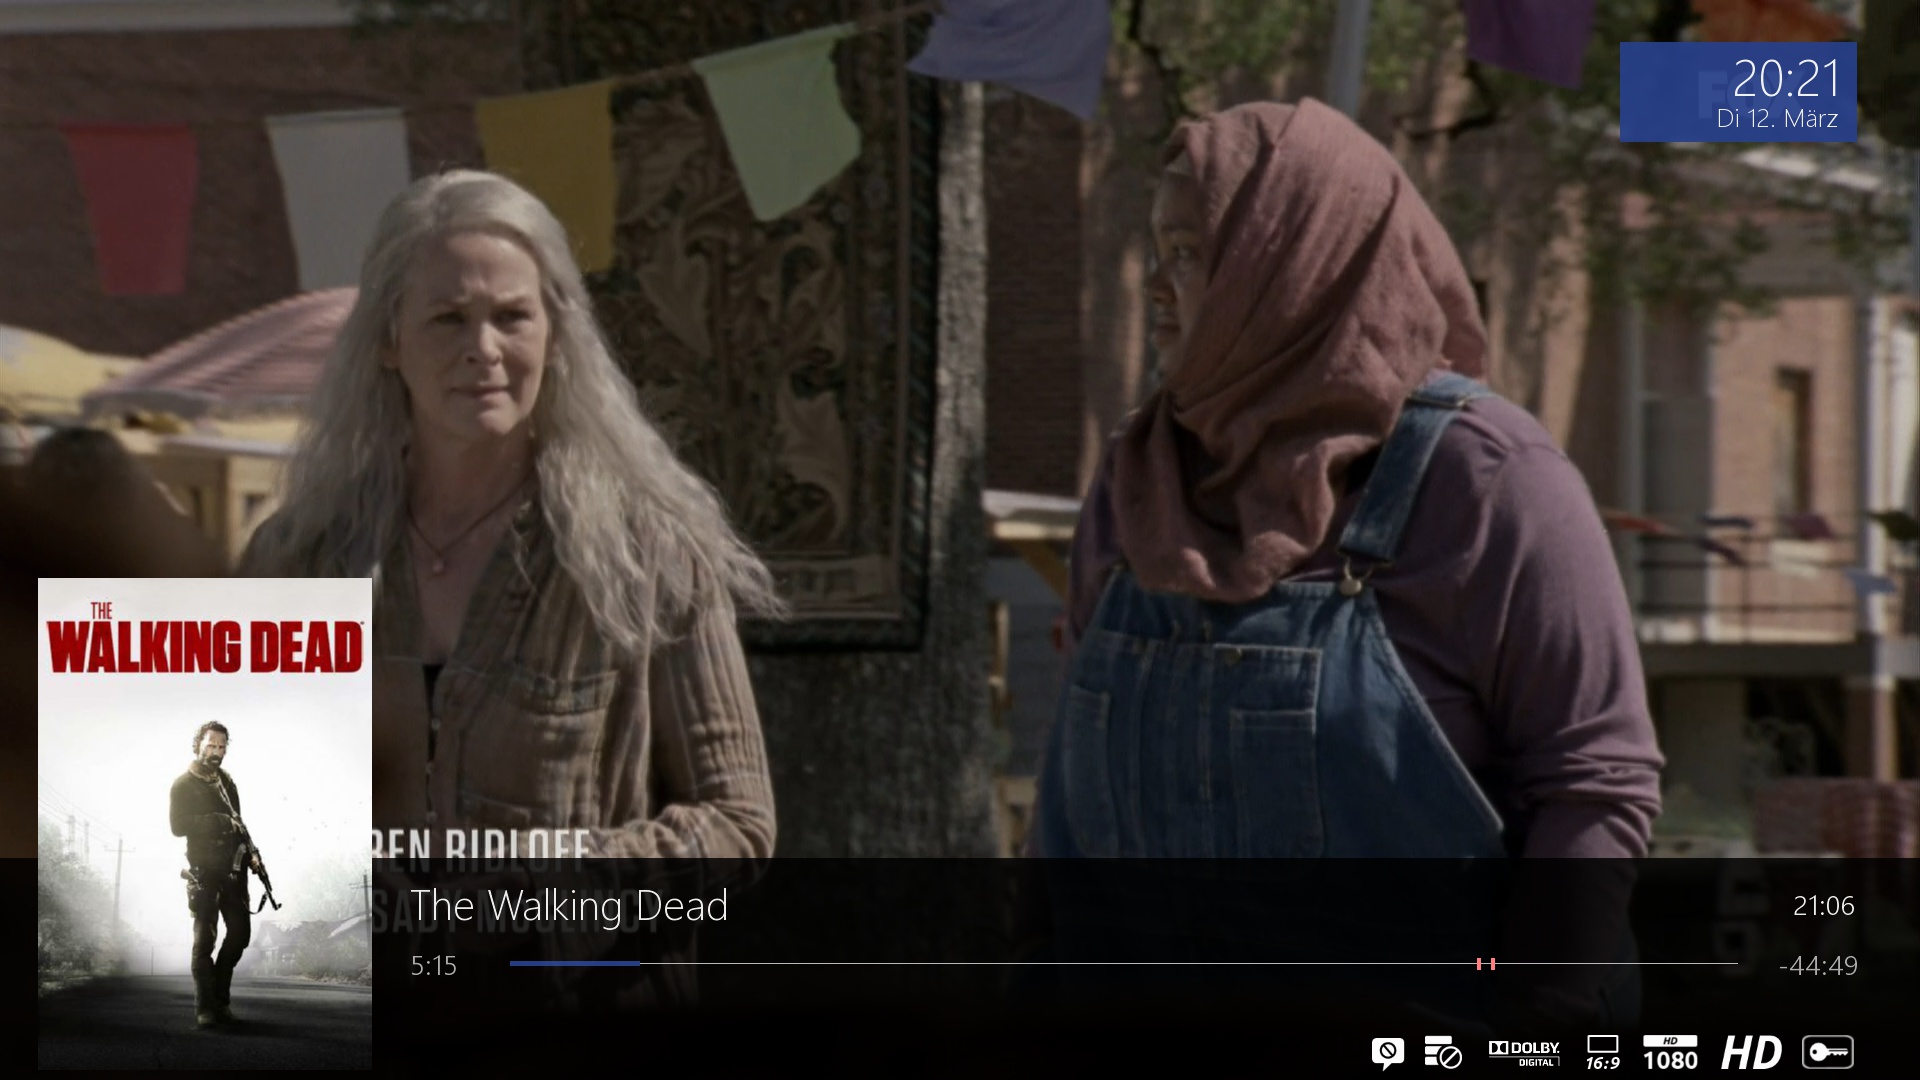 20:21
Di 12. März
THE
WALKING DEAD
REN RIDLOFF
The Walking Dead
21:06
5:15
-44:49
DOLBY
DIGITAL
16:9
HD
1080
HD